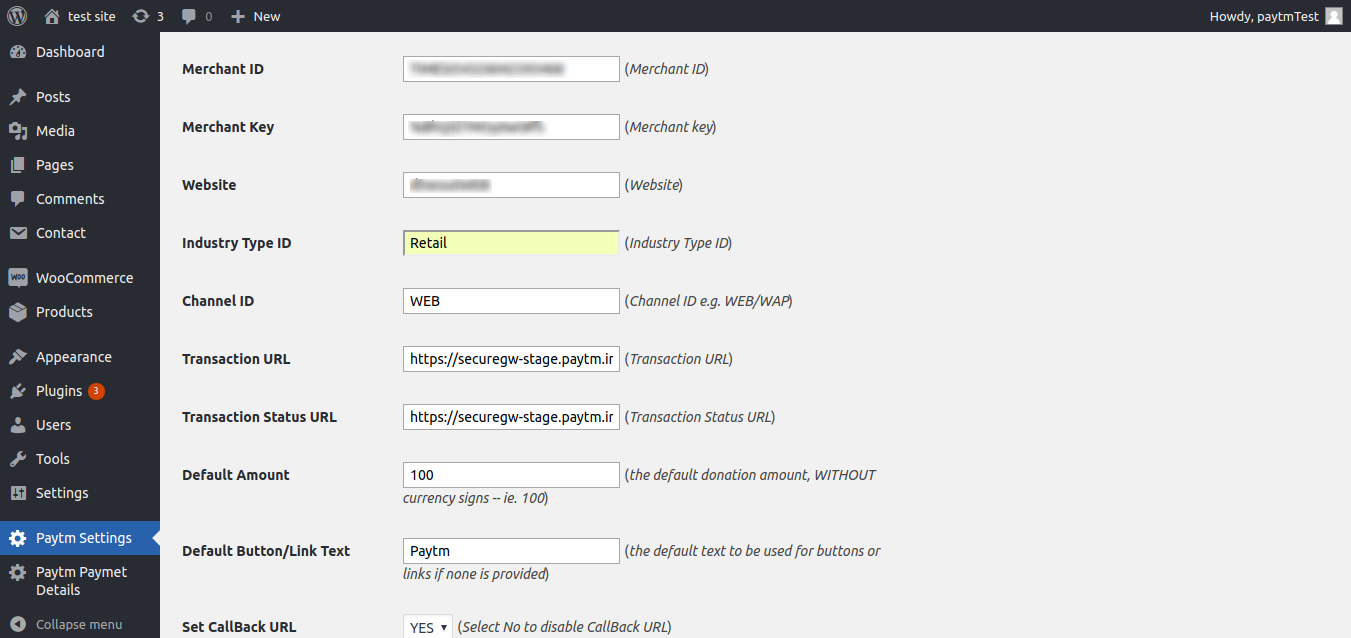 test site 3 0 New Howdy, paytmTest
Dashboard
Posts
Media
Pages
Comments
Contact
WOO WooCommerce
Products
Appearance
Plugins 3
Users
Tools
Settings
Paytm Settings
Paytm Paymet
Details
Collapse menu
Merchant ID (Merchant ID)
Merchant Key (Merchant key)
Website (Website)
Industry Type ID Retail (Industry Type ID)
Channel ID WEB (Channel ID e.g. WEB/WAP)
Transaction URL https://securegw-stage.paytm.in (Transaction URL)
Transaction Status URL https://securegw-stage.paytm.in (Transaction Status URL)
Default Amount 100 (the default donation amount, WITHOUT
currency signs -- ie. 100)
Default Button/Link Text Paytm (the default text to be used for buttons or
links if none is provided)
Set CallBack URL YES (Select No to disable CallBack URL)